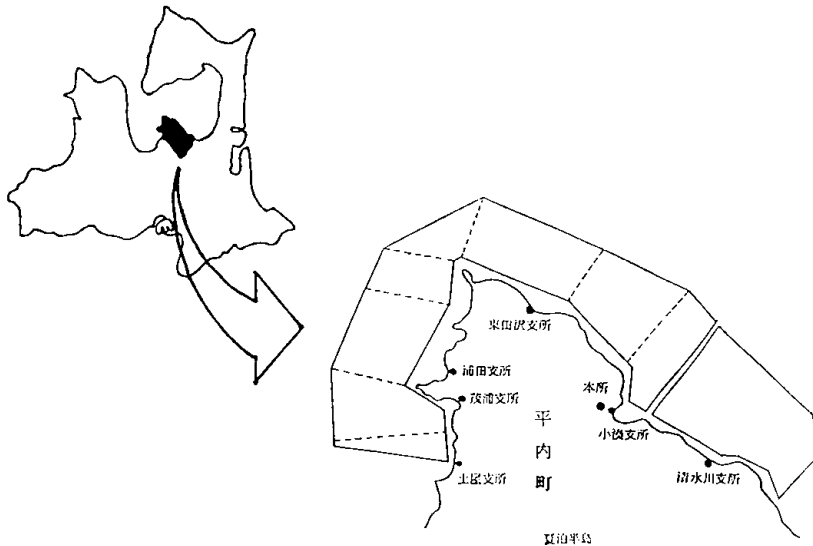 東田沢支所
浦田支所
茂浦支所
本所
小湊支所
平内町
土屋支所
清水川支所
夏泊半島